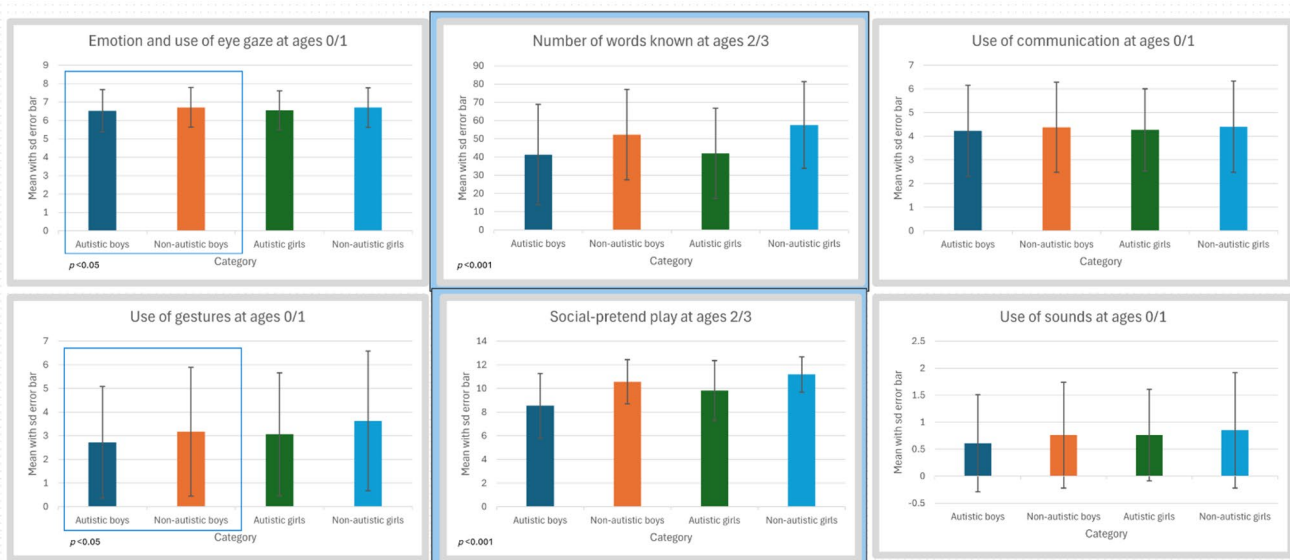 Emotion and use of eye gaze at ages 0/1
Mean with sd error bar
9
8
7
6
5
4
3
2
1
0
Autistic boys Non-autistic boys Autistic girls Non-autistic girls
Category
p<0.05
Number of words known at ages 2/3
Mean with sd error bar
90
80
70
60
50
40
30
20
10
0
Autistic boys Non-autistic boys Autistic girls Non-autistic girls
Category
p<0.001
Use of communication at ages 0/1
Mean with sd error bar
7
6
5
4
3
2
1
0
Autistic boys Non-autistic boys Autistic girls Non-autistic girls
Category
Use of gestures at ages 0/1
Mean with sd error bar
7
6
5
4
3
2
1
0
Autistic boys Non-autistic boys Autistic girls Non-autistic girls
Category
p<0.05
Social-pretend play at ages 2/3
Mean with sd error bar
14
12
10
8
6
4
2
0
Autistic boys Non-autistic boys Autistic girls Non-autistic girls
Category
p<0.001
Use of sounds at ages 0/1
Mean with sd error bar
2.5
2
1.5
1
0.5
0
-0.5
Autistic boys Non-autistic boys Autistic girls Non-autistic girls
Category